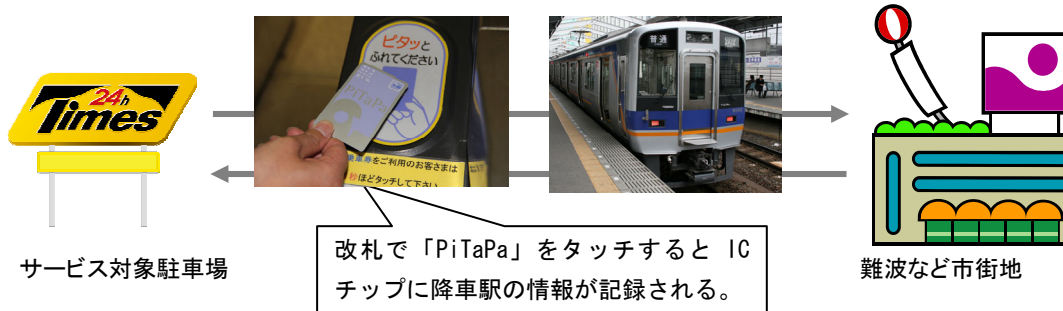 24h
Times
ピタッと
ふれてください
PiTaPa
乗車券をご利用のお客さまは
秒ほどタッチして下さい
普通
改札で「PiTaPa」をタッチすると IC
チップに降車駅の情報が記録される。
サービス対象駐車場
難波など市街地